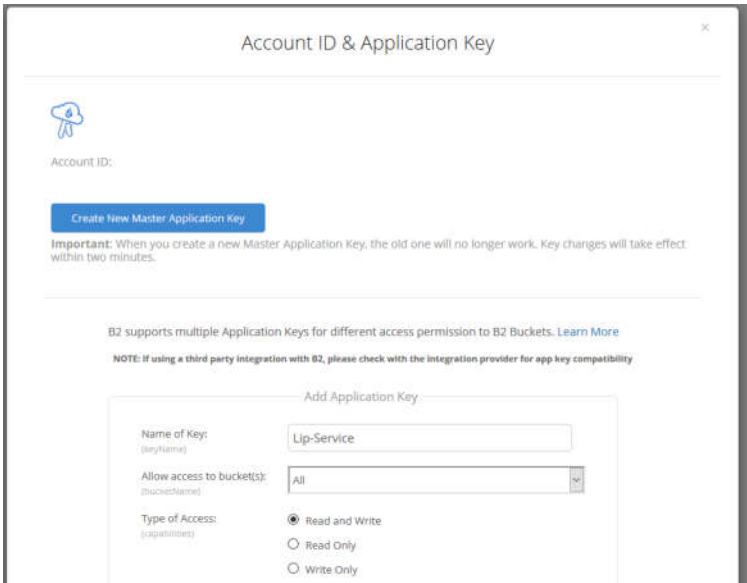 ×
Account ID & Application Key
Account ID:
Create New Master Application Key
Important: When you create a new Master Application Key, the old one will no longer work. Key changes will take effect
within two minutes.
B2 supports multiple Application Keys for different access permission to B2 Buckets. Learn More
NOTE: If using a third party integration with B2, please check with the integration provider for app key compatibility
Add Application Key
Name of Key:
(keyName)
Lip-Service
Allow access to bucket(s):
(bucketName)
All
Type of Access:
(capabilities)
Read and Write
Read Only
Write Only